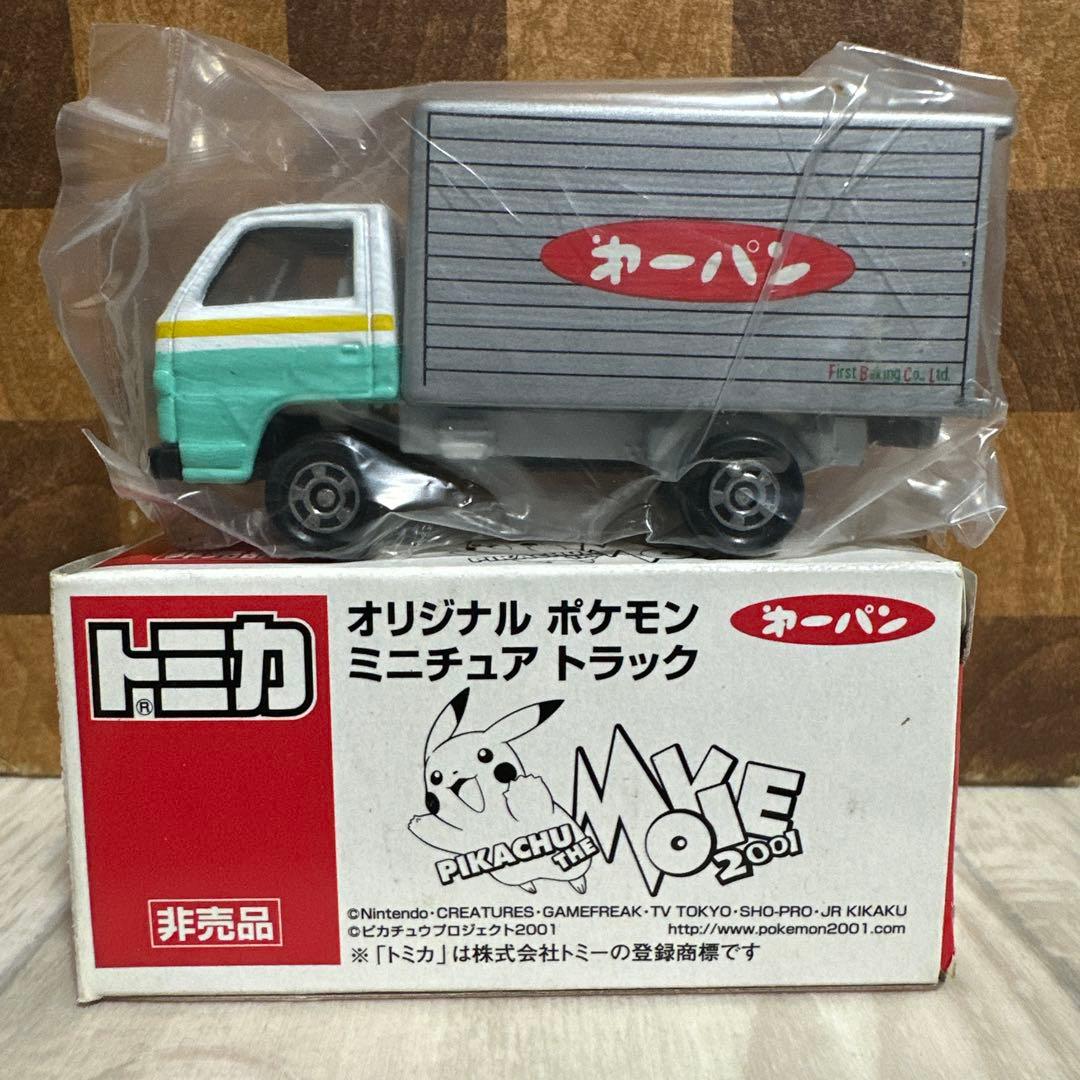 㐧一パン
First Baking Co., Ltd.
トミカ®
オリジナル ポケモン
ミニチュア トラック
㐧一パン
PIKACHU
THE
MOVIE
2001
非売品
©Nintendo・CREATURES・GAMEFREAK・TV TOKYO・SHO-PRO・JR KIKAKU
©ピカチュウプロジェクト2001
http://www.pokemon2001.com
※「トミカ」は株式会社トミーの登録商標です